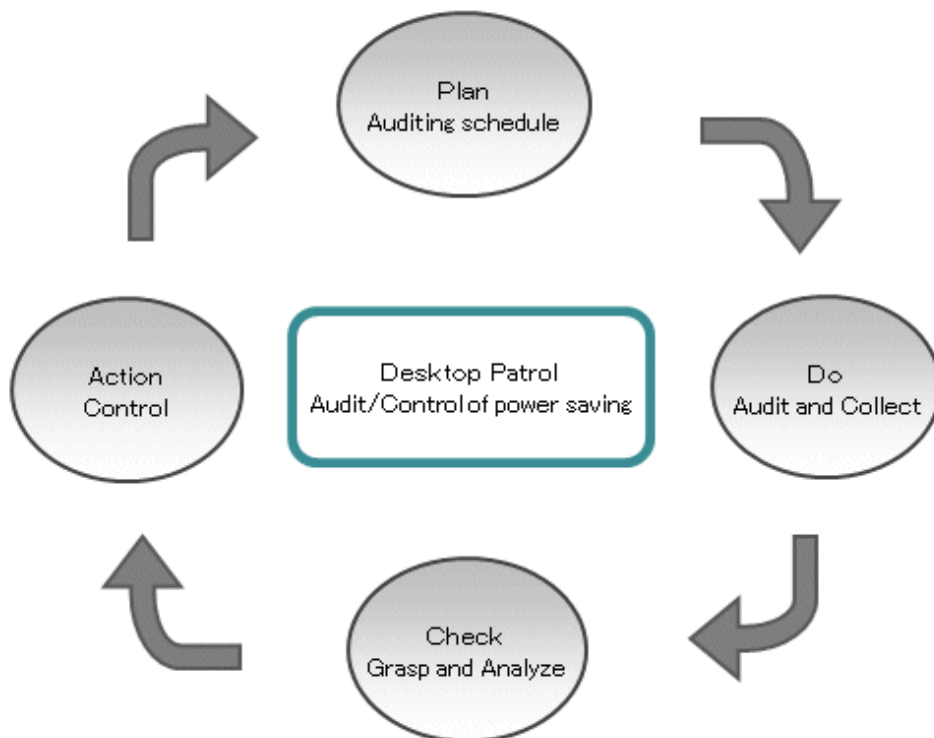 Plan
Auditing schedule
Action
Control
Desktop Patrol
Audit/Control of power saving
Do
Audit and Collect
Check
Grasp and Analyze